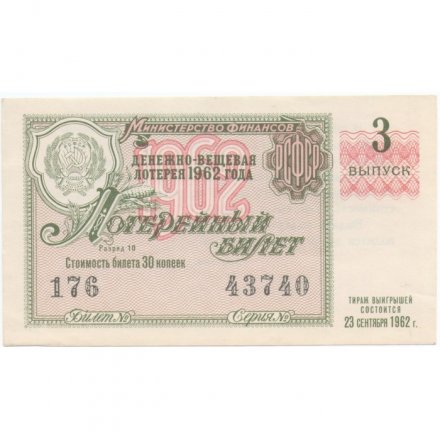 Министерство финансов
Денежно-вещевая
лотерея 1962 года
1962
3
выпуск
Лотерейный
билет
Разряд 10
Стоимость билета 30 копеек
176 43740
Билет № Серия №
Тираж выигрышей
состоится
23 сентября 1962 г.